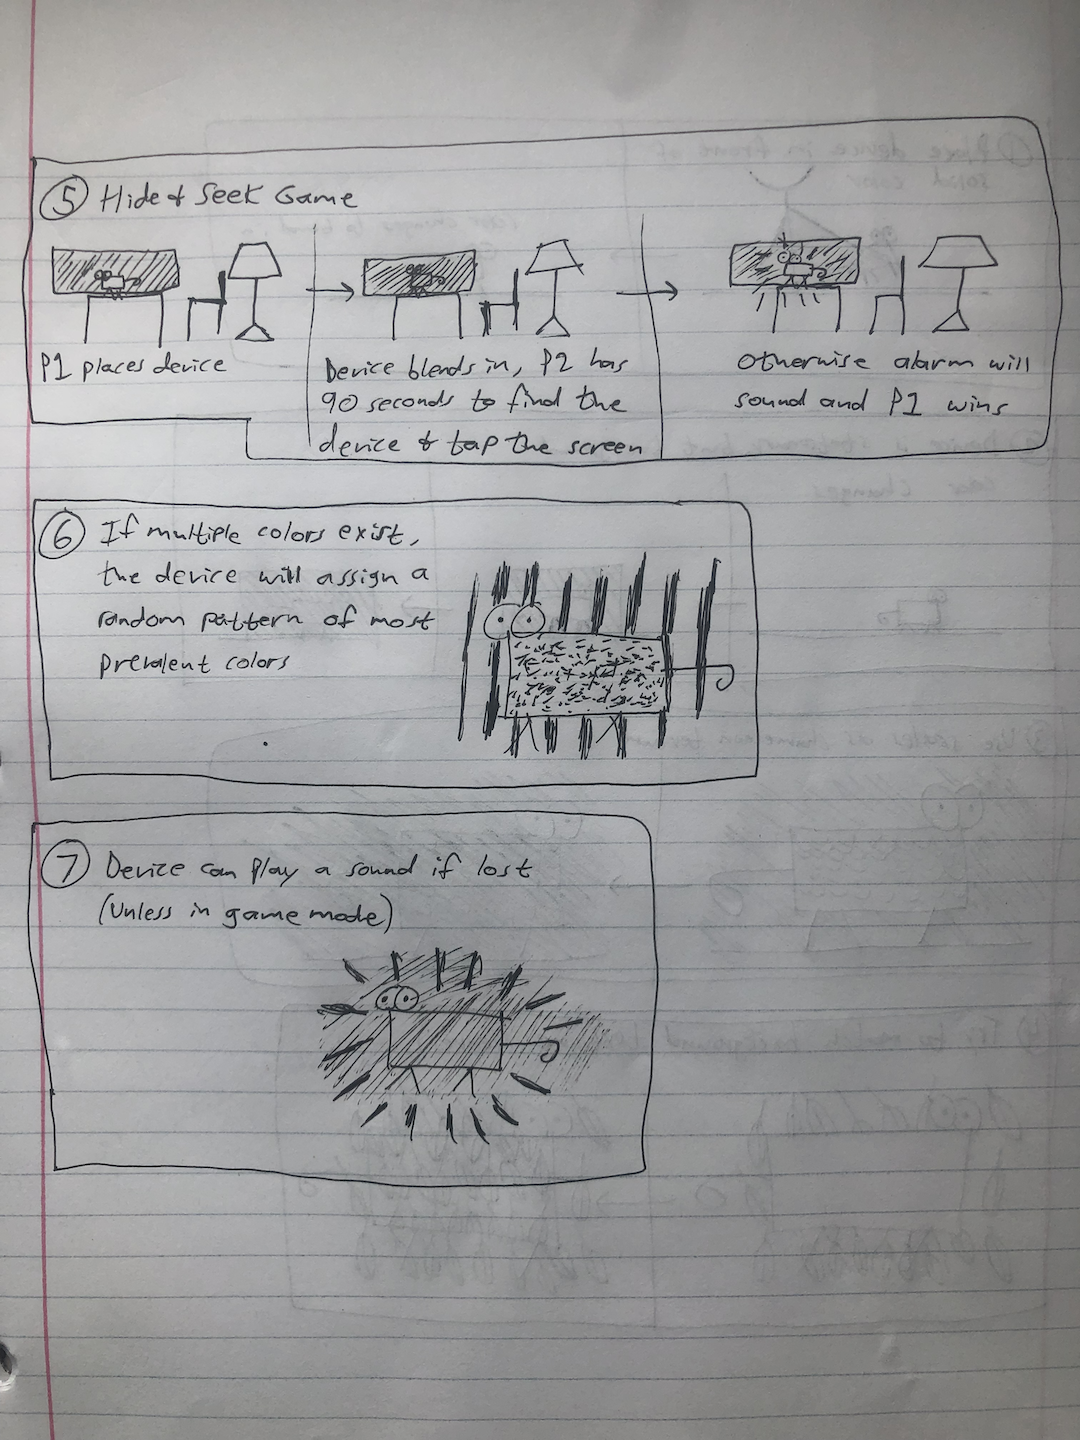 5 Hide & Seek Game
P1 places device
Device blends in, P2 has
90 seconds to find the
device & tap the screen
Otherwise alarm will
sound and P1 wins
6 If multiple colors exist,
the device will assign a
random pattern of most
prevalent colors
7 Device can play a sound if lost
(Unless in game mode)